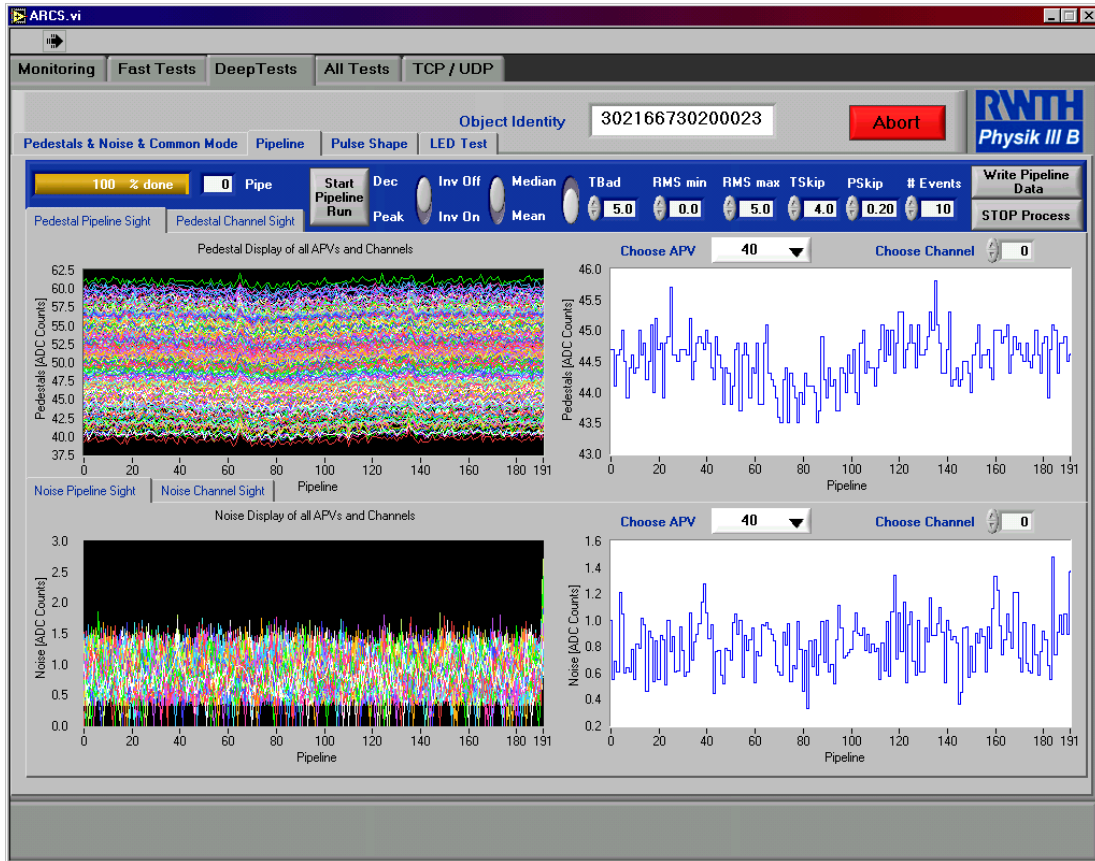 ARCS.vi
Monitoring Fast Tests DeepTests All Tests TCP / UDP
Object Identity 302166730200023 Abort
RWTH
Physik III B
Pedestals & Noise & Common Mode Pipeline Pulse Shape LED Test
100 % done 0 Pipe
Start Pipeline Run
Dec Peak
Inv Off Inv On
Median Mean
TBad 5.0
RMS min 0.0
RMS max 5.0
TSkip 4.0
PSkip 0.20
# Events 10
Write Pipeline Data
STOP Process
Pedestal Pipeline Sight Pedestal Channel Sight
Pedestal Display of all APVs and Channels
Choose APV 40 Choose Channel 0
Pedestals [ADC Counts]
62.5
60.0
57.5
55.0
52.5
50.0
47.5
45.0
42.5
40.0
37.5
0 20 40 60 80 100 120 140 160 180 191
Pipeline
Pedestals [ADC Counts]
46.0
45.5
45.0
44.5
44.0
43.5
43.0
0 20 40 60 80 100 120 140 160 180 191
Pipeline
Noise Pipeline Sight Noise Channel Sight
Noise Display of all APVs and Channels
Choose APV 40 Choose Channel 0
Noise [ADC Counts]
3.0
2.5
2.0
1.5
1.0
0.5
0.0
0 20 40 60 80 100 120 140 160 180 191
Pipeline
Noise [ADC Counts]
1.6
1.4
1.2
1.0
0.8
0.6
0.4
0.2
0 20 40 60 80 100 120 140 160 180 191
Pipeline